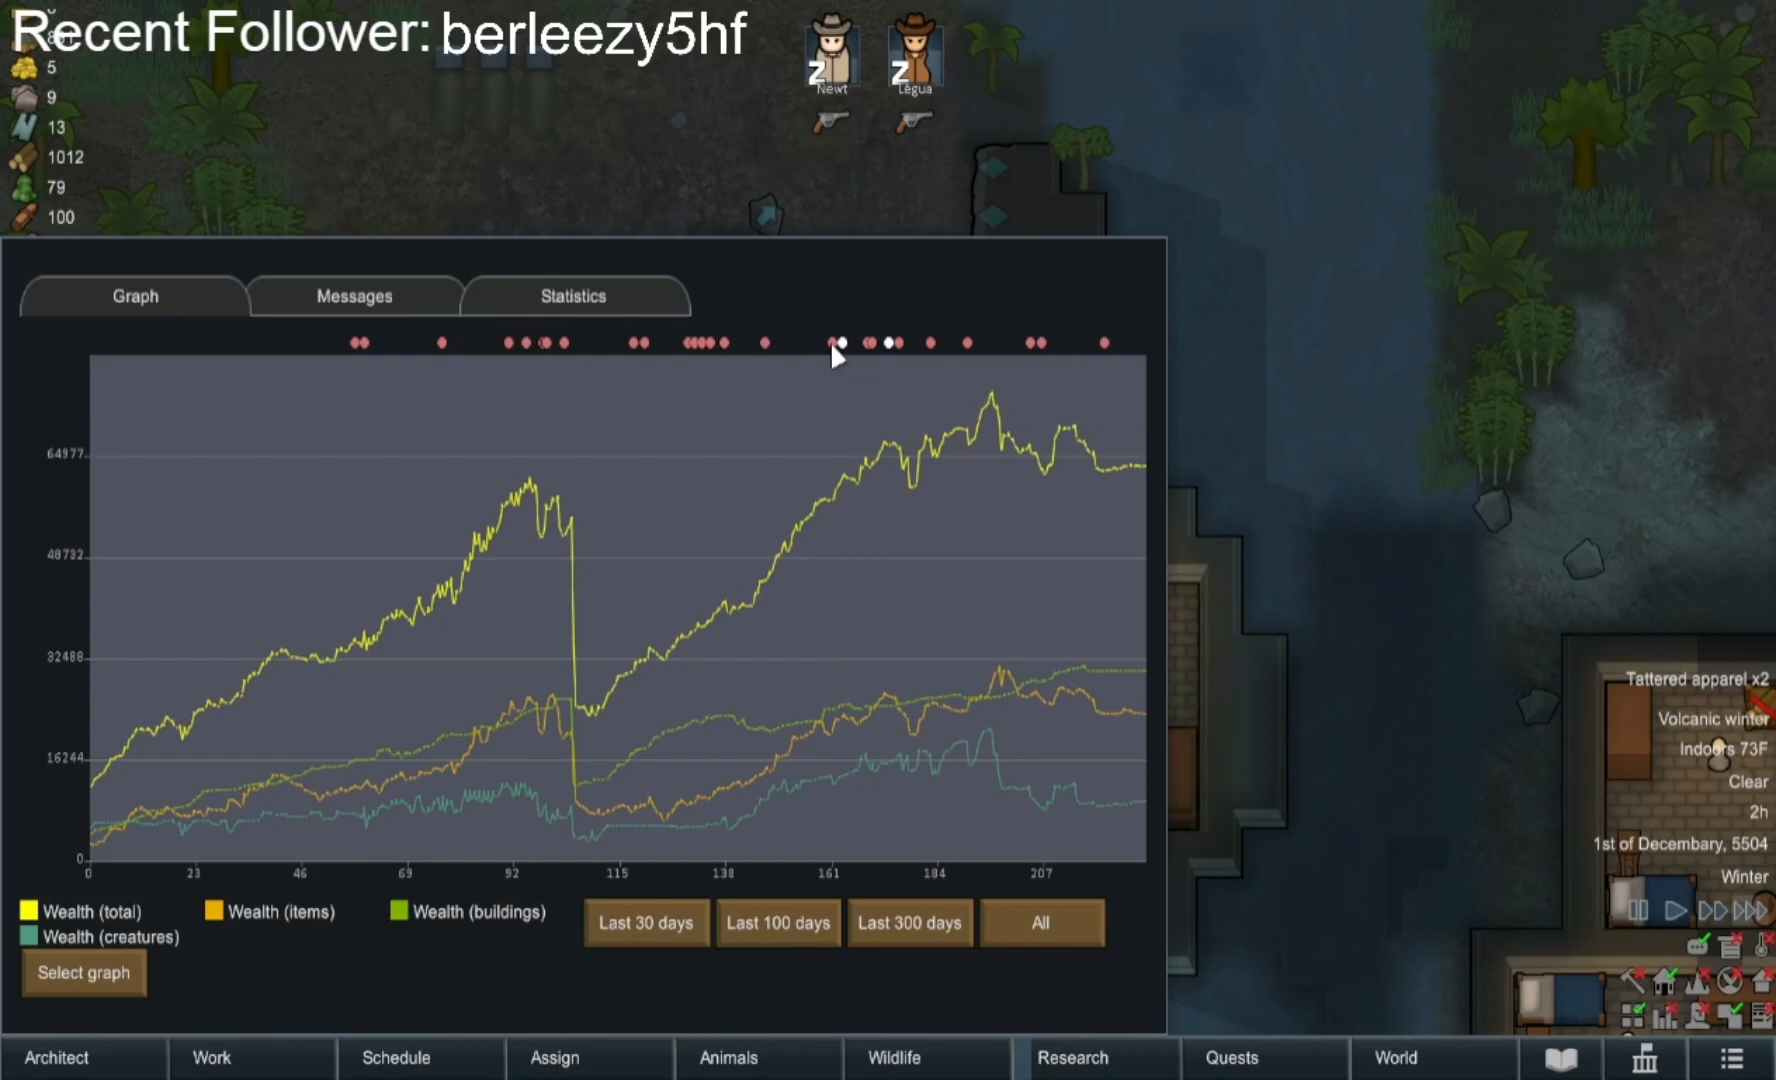 Recent Follower: berleezy5hf
5
9
13
1012
79
100
Z
Newt
Z
Legua
Graph
Messages
Statistics
64977
48732
32488
16244
0
0 23 46 69 92 115 138 161 184 207
Wealth (total)
Wealth (items)
Wealth (buildings)
Wealth (creatures)
Last 30 days
Last 100 days
Last 300 days
All
Select graph
Tattered apparel x2
Volcanic winter
Indoors 73F
Clear
2h
1st of Decembary, 5504
Winter
Architect
Work
Schedule
Assign
Animals
Wildlife
Research
Quests
World